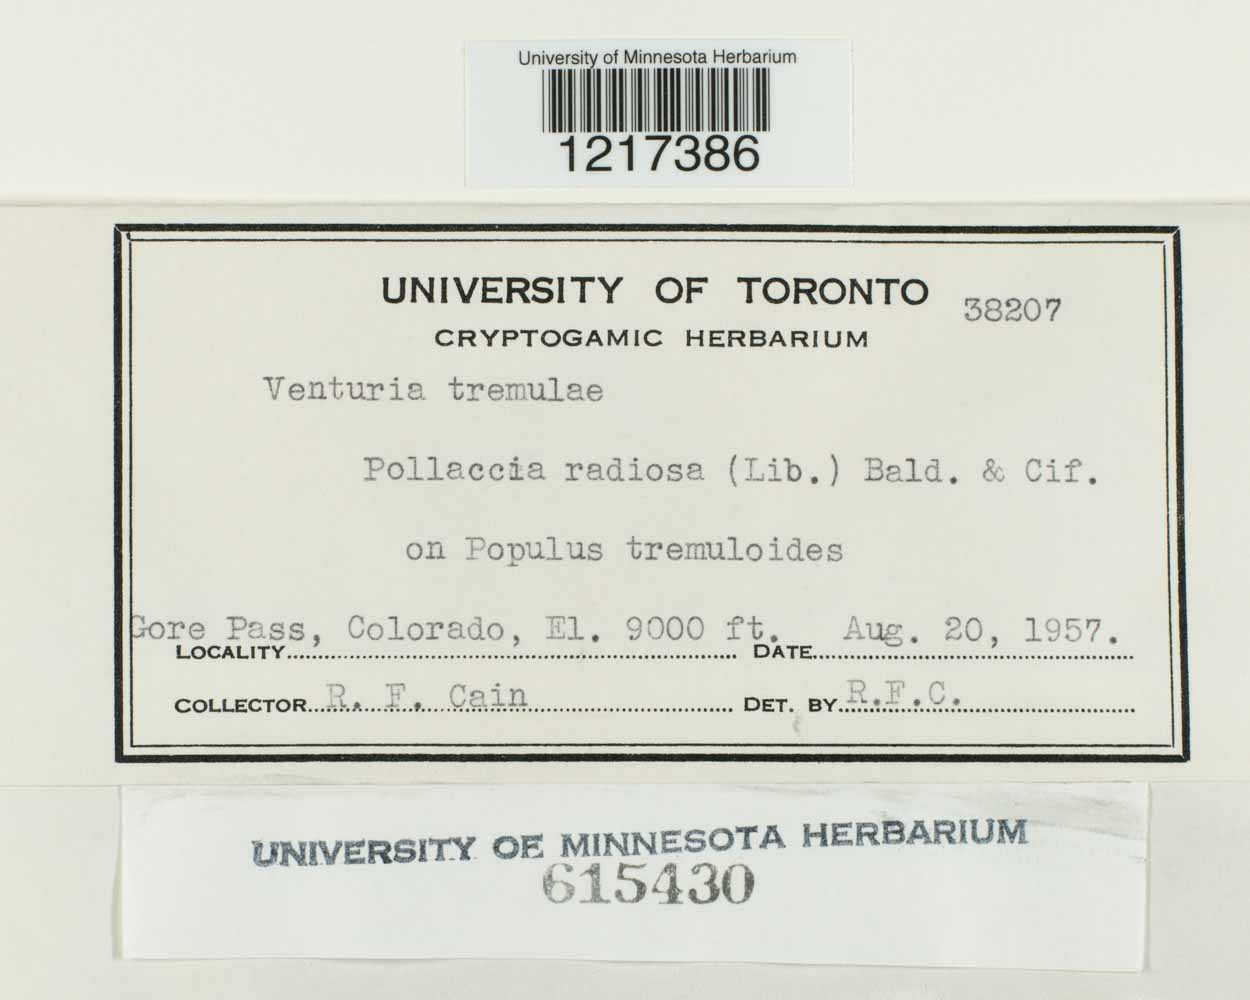 University of Minnesota Herbarium
1217386
UNIVERSITY OF TORONTO 38207
CRYPTOGAMIC HERBARIUM
Venturia tremulae
Pollaccia radiosa (Lib.) Bald. & Cif.
on Populus tremuloides
Gore Pass, Colorado, El. 9000 ft. Aug. 20, 1957.
LOCALITY DATE
COLLECTOR R. F. Cain DET. BY R.F.C.
UNIVERSITY OF MINNESOTA HERBARIUM
615430